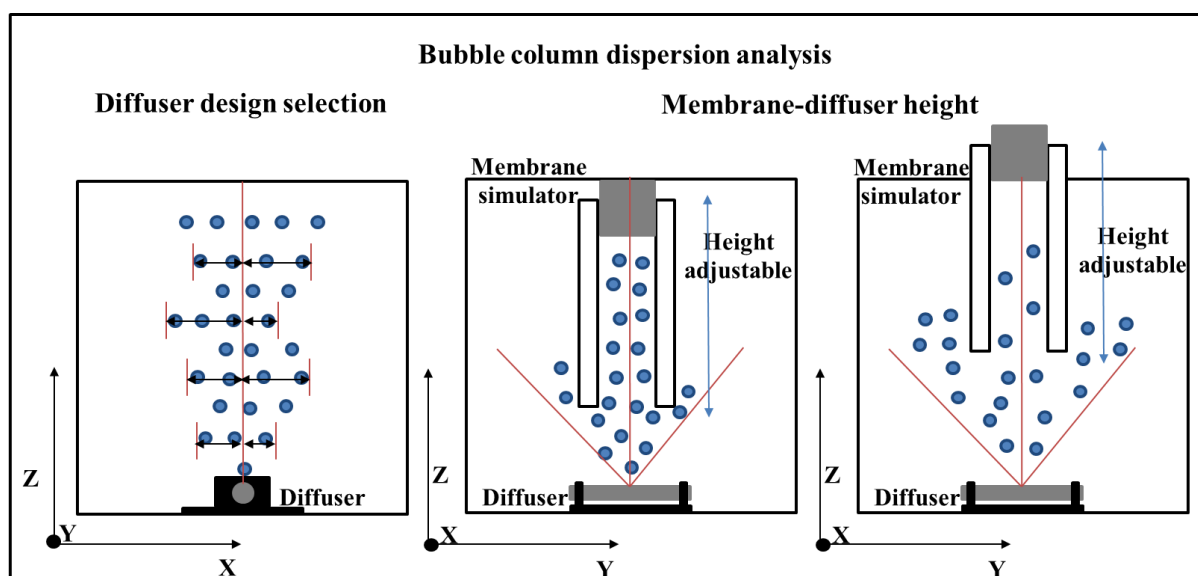 Bubble column dispersion analysis
Diffuser design selection
Membrane-diffuser height
Membrane
simulator
Height
adjustable
Diffuser
Z
Y
X
Diffuser
Z
X
Y
Membrane
simulator
Height
adjustable
Diffuser
Z
X
Y